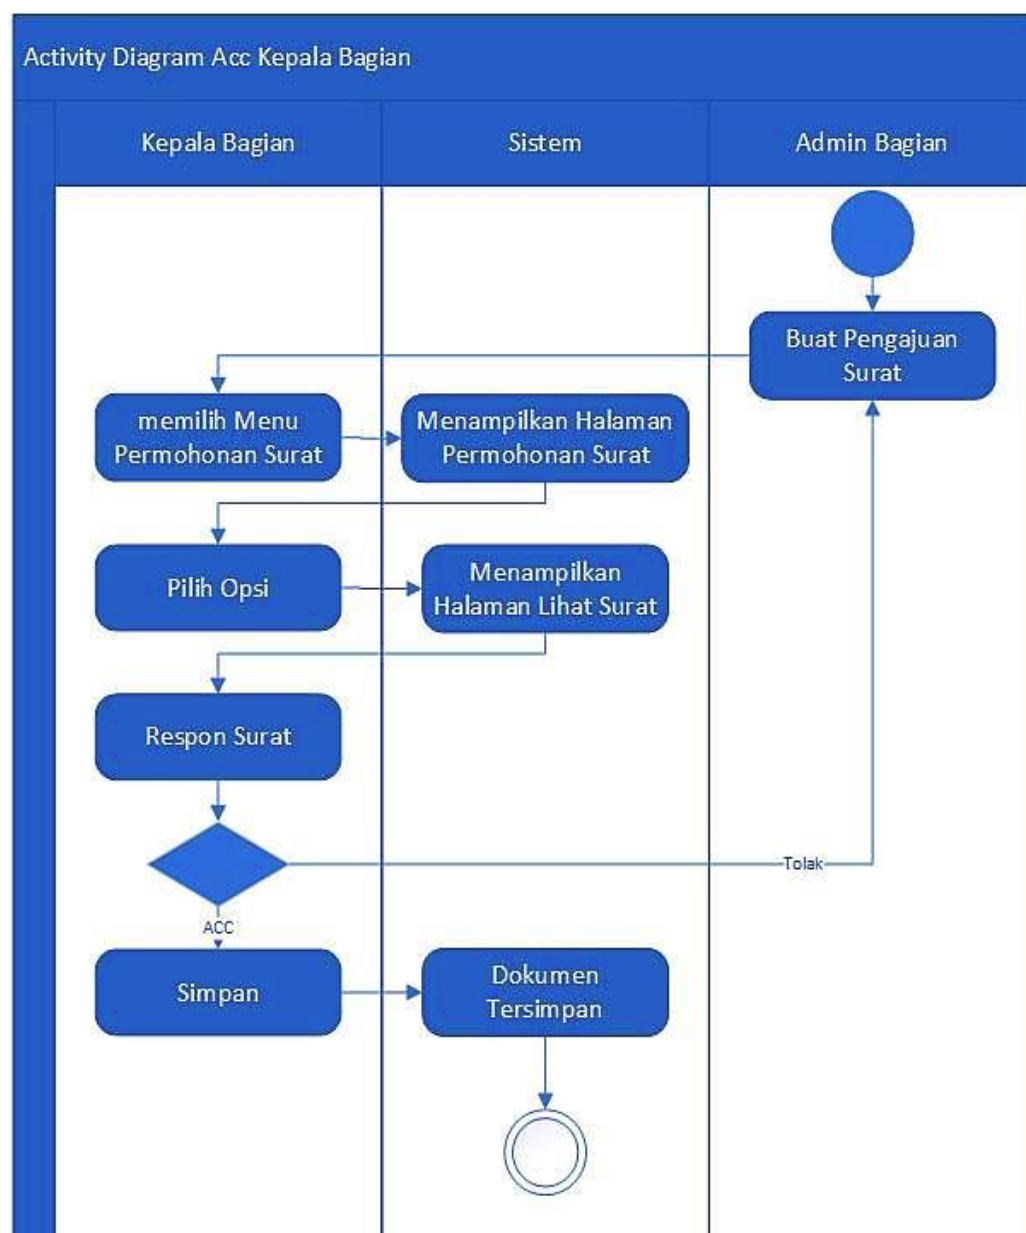 Activity Diagram Acc Kepala Bagian
Kepala Bagian
Sistem
Admin Bagian
Buat Pengajuan
Surat
memilih Menu
Permohonan Surat
Menampilkan Halaman
Permohonan Surat
Pilih Opsi
Menampilkan
Halaman Lihat Surat
Respon Surat
Tolak
ACC
Simpan
Dokumen
Tersimpan